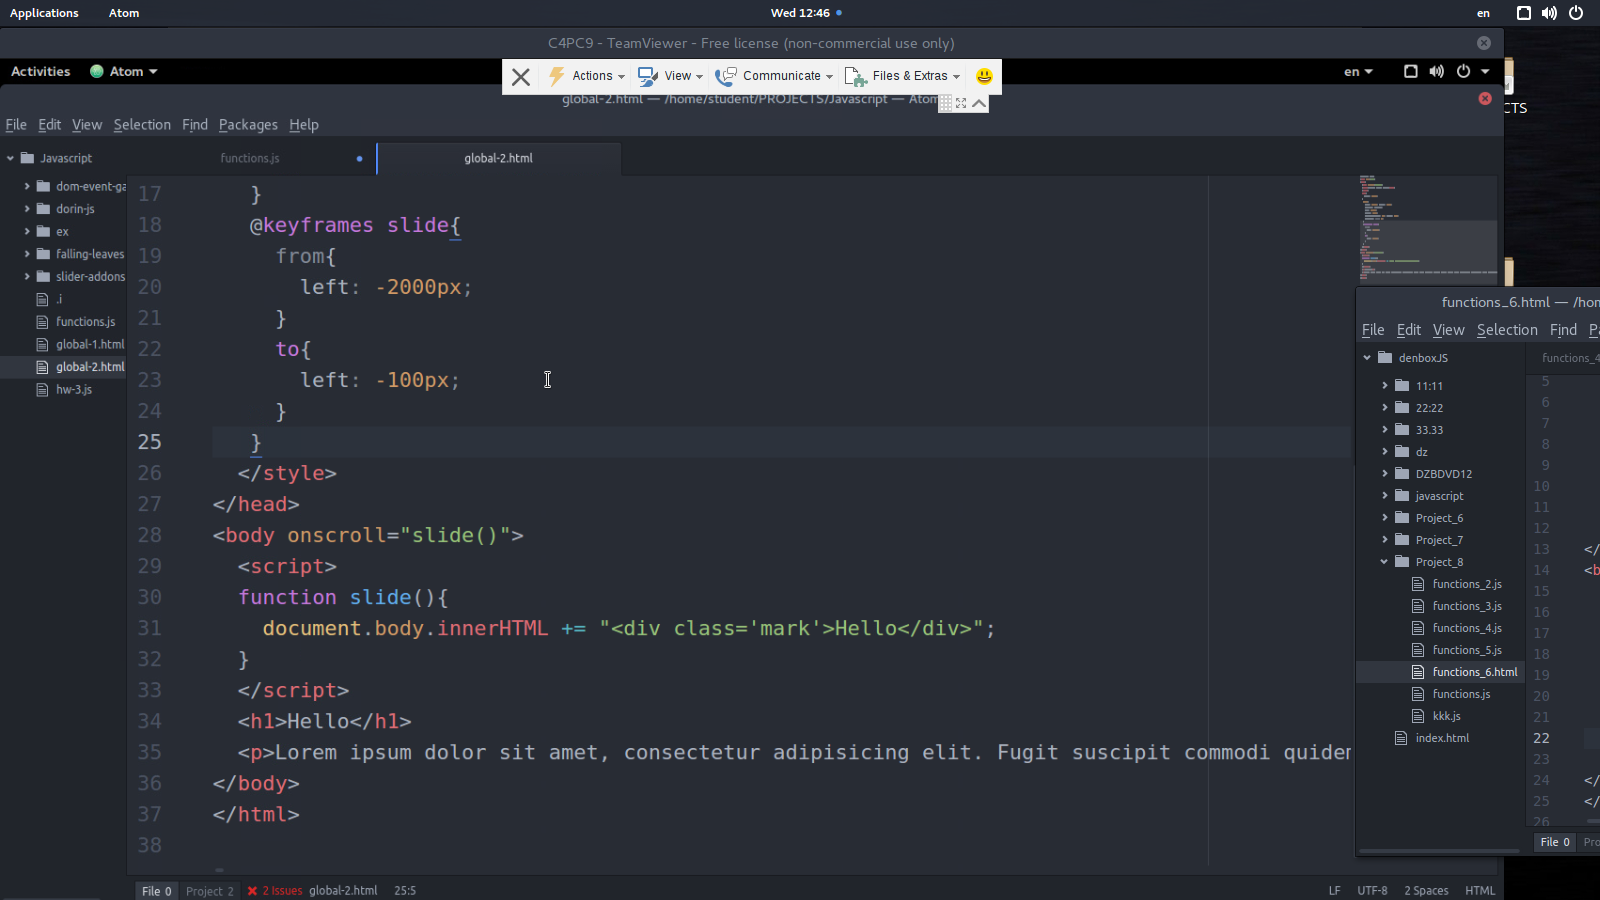 Applications Atom Wed 12:46 en
C4PC9 - TeamViewer - Free license (non-commercial use only)
Activities Atom Actions View Communicate Files & Extras en
global-2.html — /home/student/PROJECTS/Javascript — Atom
CTS
File Edit View Selection Find Packages Help
Javascript
dom-event-ga
dorin-js
ex
falling-leaves
slider-addons
.i
functions.js
global-1.html
global-2.html
hw-3.js
functions.js global-2.html
17 }
18 @keyframes slide{
19 from{
20 left: -2000px;
21 }
22 to{
23 left: -100px;
24 }
25 }
26 </style>
27 </head>
28 <body onscroll="slide()">
29 <script>
30 function slide(){
31 document.body.innerHTML += "<div class='mark'>Hello</div>";
32 }
33 </script>
34 <h1>Hello</h1>
35 <p>Lorem ipsum dolor sit amet, consectetur adipisicing elit. Fugit suscipit commodi quidem
36 </body>
37 </html>
38
File 0 Project 2 2 Issues global-2.html 25:5 LF UTF-8 2 Spaces HTML
functions_6.html — /hom
File Edit View Selection Find Pa
denboxJS
11:11
22:22
33.33
dz
DZBDVD12
javascript
Project_6
Project_7
Project_8
functions_2.js
functions_3.js
functions_4.js
functions_5.js
functions_6.html
functions.js
kkk.js
index.html
functions_4
5
6
7
8
9
10
11
12
13 </
14 <b
15
16
17
18
19
20
21
22
23
24 </
25 </
26
File 0 Pro